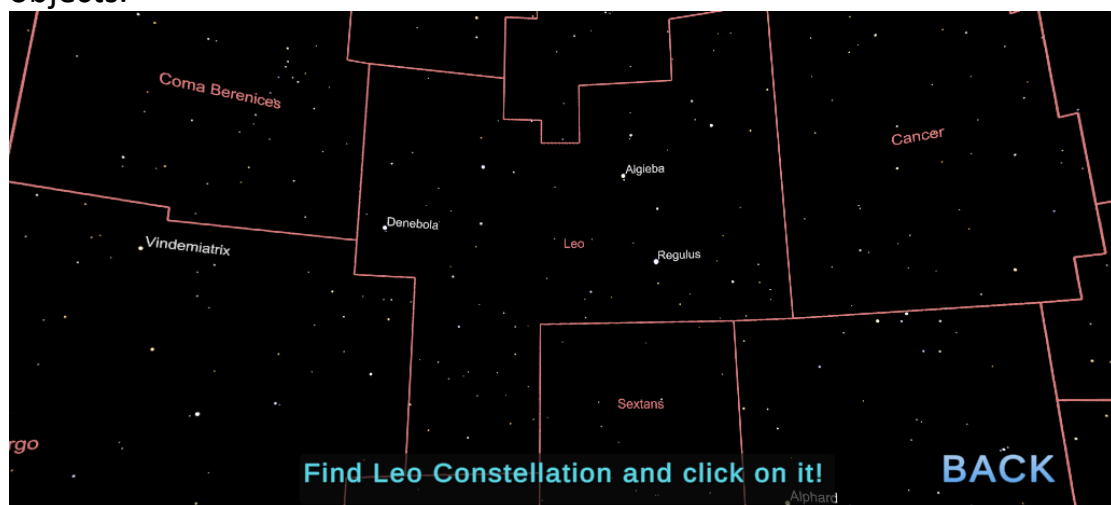 Objects.
Coma Berenices
Cancer
Algieba
Denebola
Leo
Vindemiatrix
Regulus
Sextans
rgo
Find Leo Constellation and click on it!
BACK
Alphard